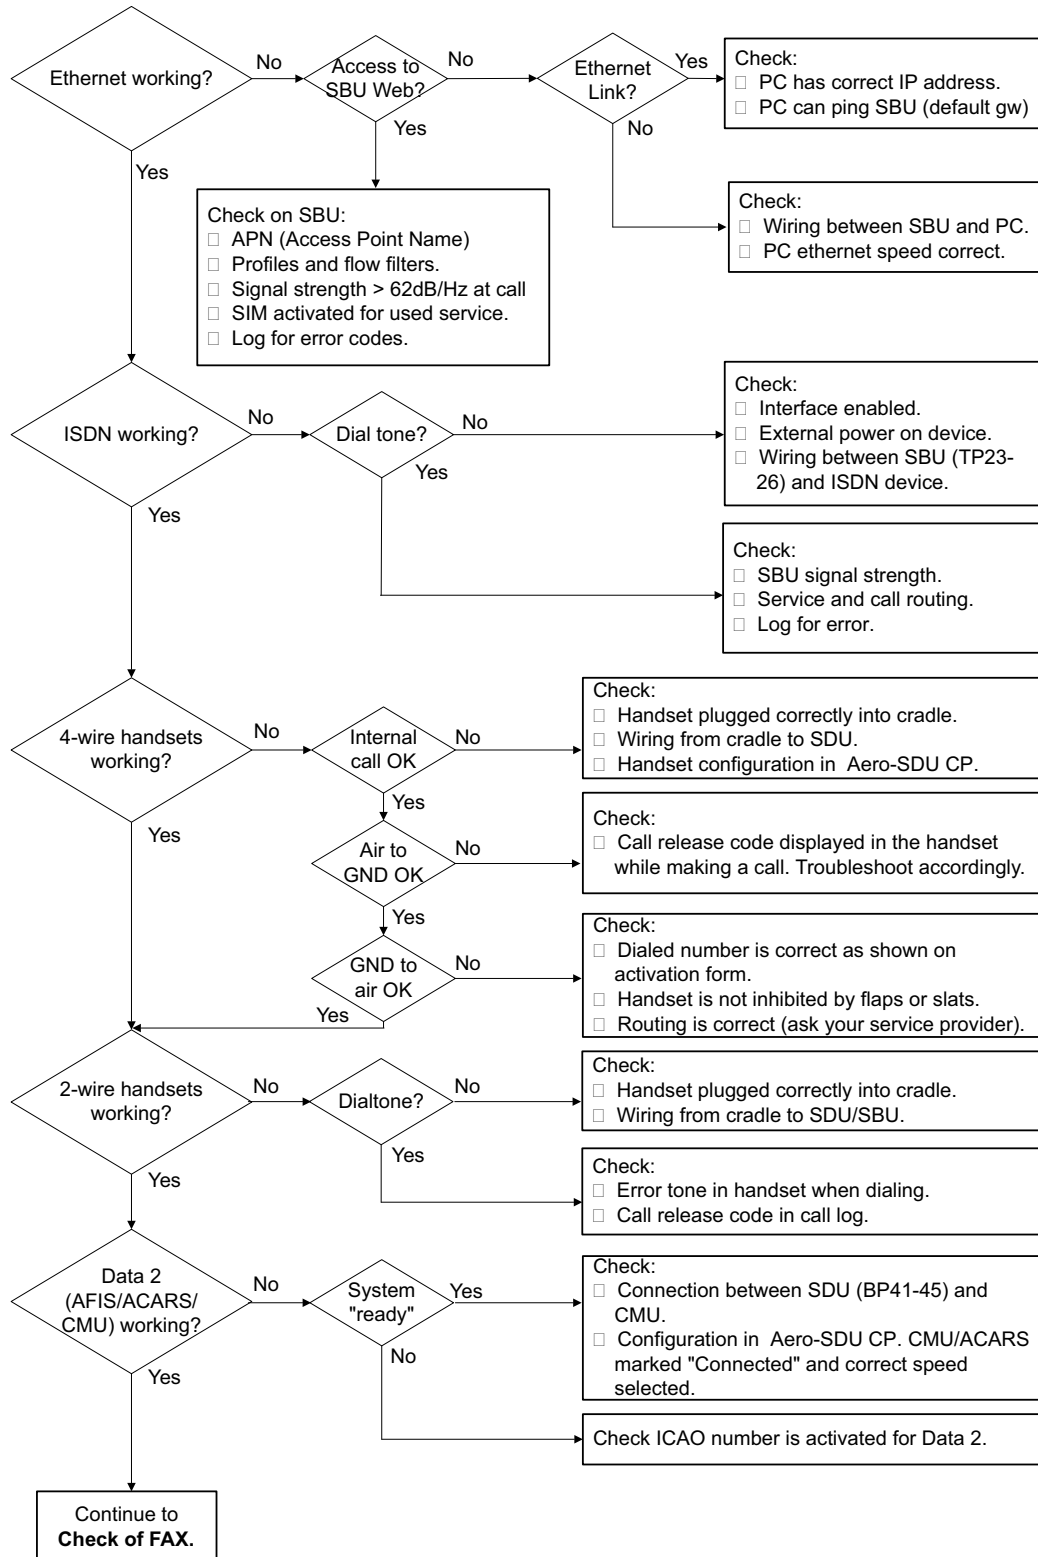 Ethernet working?
No
Access to
SBU Web?
No
Ethernet
Link?
Yes
Check:
□ PC has correct IP address.
□ PC can ping SBU (default gw)
Yes
Yes
No
Check on SBU:
□ APN (Access Point Name)
□ Profiles and flow filters.
□ Signal strength > 62dB/Hz at call
□ SIM activated for used service.
□ Log for error codes.
Check:
□ Wiring between SBU and PC.
□ PC ethernet speed correct.
ISDN working?
No
Dial tone?
No
Check:
□ Interface enabled.
□ External power on device.
□ Wiring between SBU (TP23-
26) and ISDN device.
Yes
Yes
Check:
□ SBU signal strength.
□ Service and call routing.
□ Log for error.
4-wire handsets
working?
No
Internal
call OK
No
Check:
□ Handset plugged correctly into cradle.
□ Wiring from cradle to SDU.
□ Handset configuration in Aero-SDU CP.
Yes
Yes
Air to
GND OK
No
Check:
□ Call release code displayed in the handset
while making a call. Troubleshoot accordingly.
Yes
GND to
air OK
No
Check:
□ Dialed number is correct as shown on
activation form.
□ Handset is not inhibited by flaps or slats.
□ Routing is correct (ask your service provider).
Yes
2-wire handsets
working?
No
Dialtone?
No
Check:
□ Handset plugged correctly into cradle.
□ Wiring from cradle to SDU/SBU.
Yes
Yes
Check:
□ Error tone in handset when dialing.
□ Call release code in call log.
Data 2
(AFIS/ACARS/
CMU) working?
No
System
"ready"
Yes
Check:
□ Connection between SDU (BP41-45) and
CMU.
□ Configuration in Aero-SDU CP. CMU/ACARS
marked "Connected" and correct speed
selected.
Yes
No
Check ICAO number is activated for Data 2.
Continue to
Check of FAX.